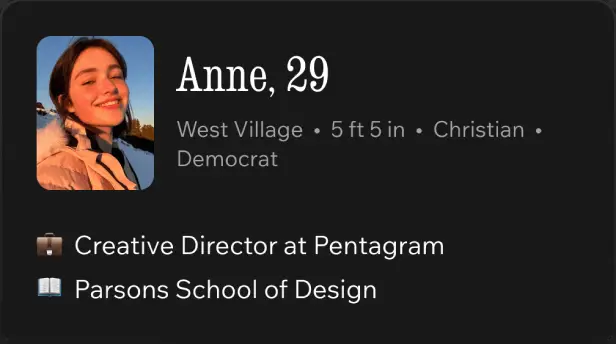 Anne, 29
West Village • 5 ft 5 in • Christian •
Democrat
Creative Director at Pentagram
Parsons School of Design